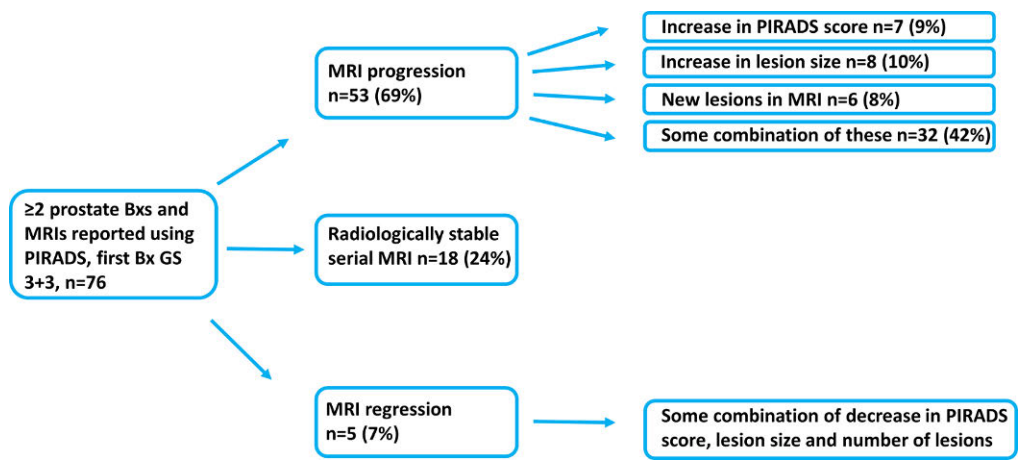 Increase in PIRADS score n=7 (9%)
Increase in lesion size n=8 (10%)
New lesions in MRI n=6 (8%)
Some combination of these n=32 (42%)
MRI progression
n=53 (69%)
≥2 prostate Bxs and
MRIs reported using
PIRADS, first Bx GS
3+3, n=76
Radiologically stable
serial MRI n=18 (24%)
MRI regression
n=5 (7%)
Some combination of decrease in PIRADS
score, lesion size and number of lesions